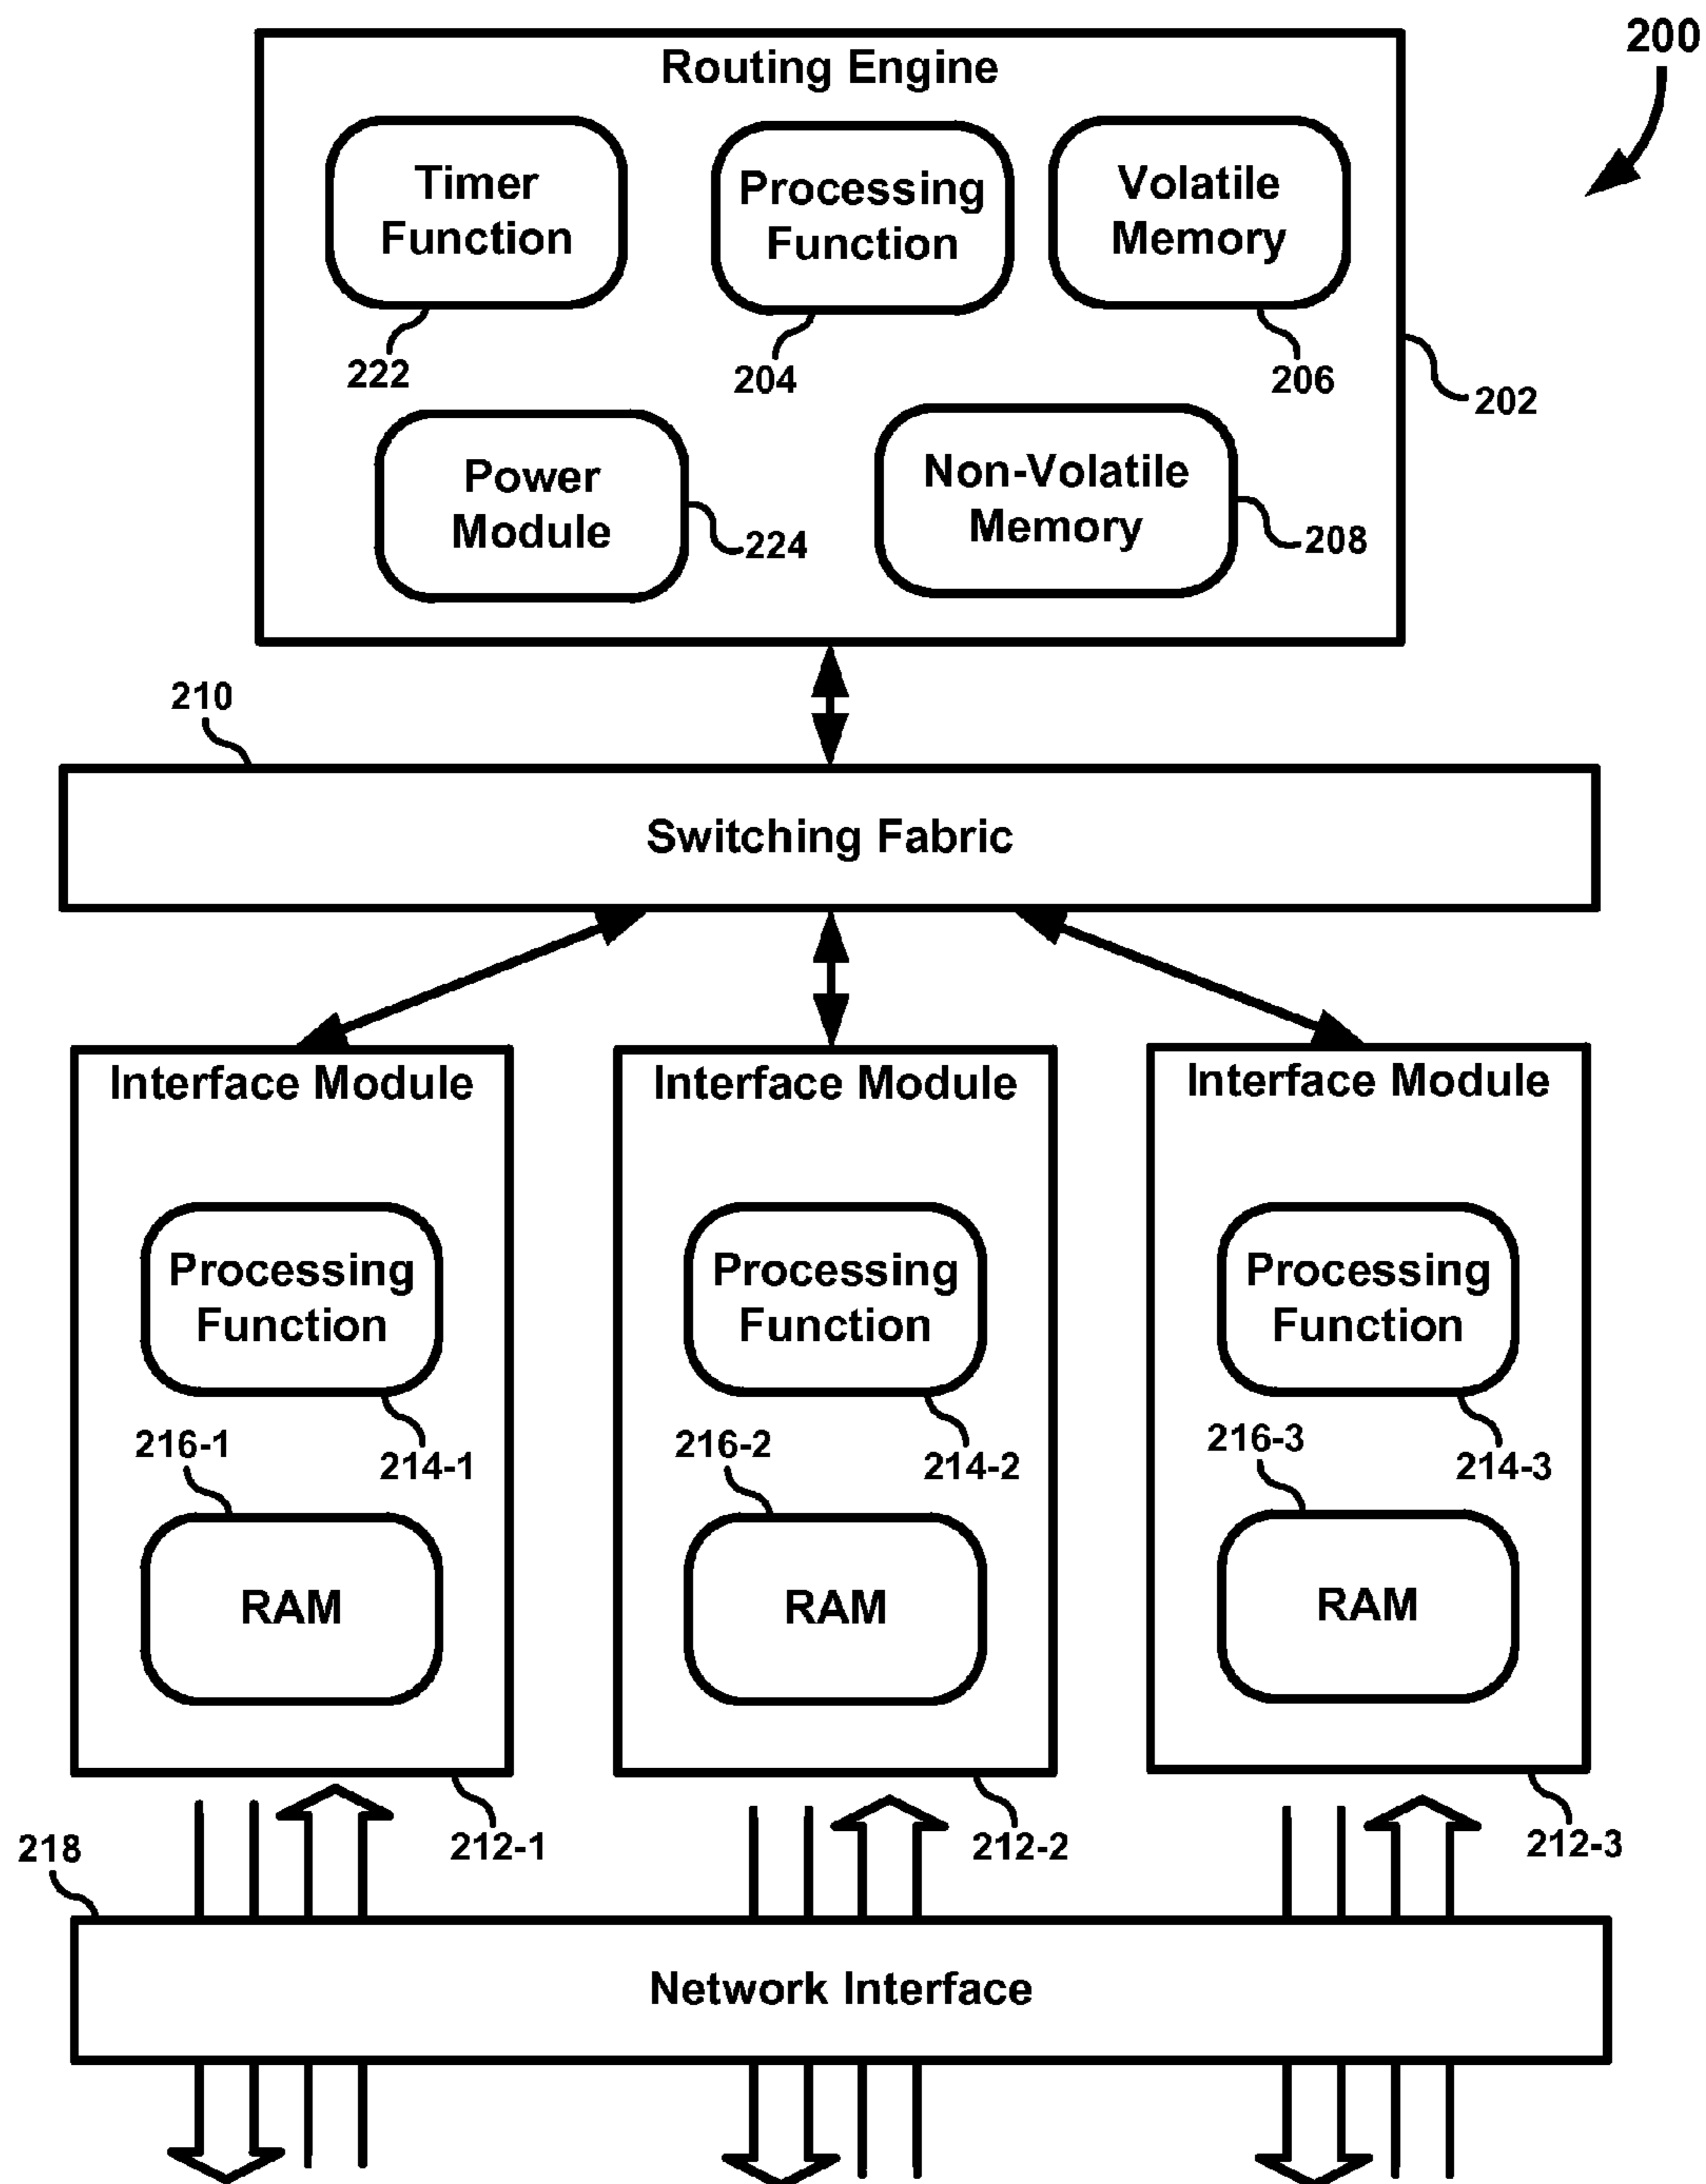 200
Routing Engine
Timer
Function
Processing
Function
Volatile
Memory
222
204
206
202
Power
Module
Non-Volatile
Memory
224
208
210
Switching Fabric
Interface Module
Interface Module
Interface Module
Processing
Function
Processing
Function
Processing
Function
216-1
214-1
216-2
214-2
216-3
214-3
RAM
RAM
RAM
212-1
212-2
212-3
218
Network Interface